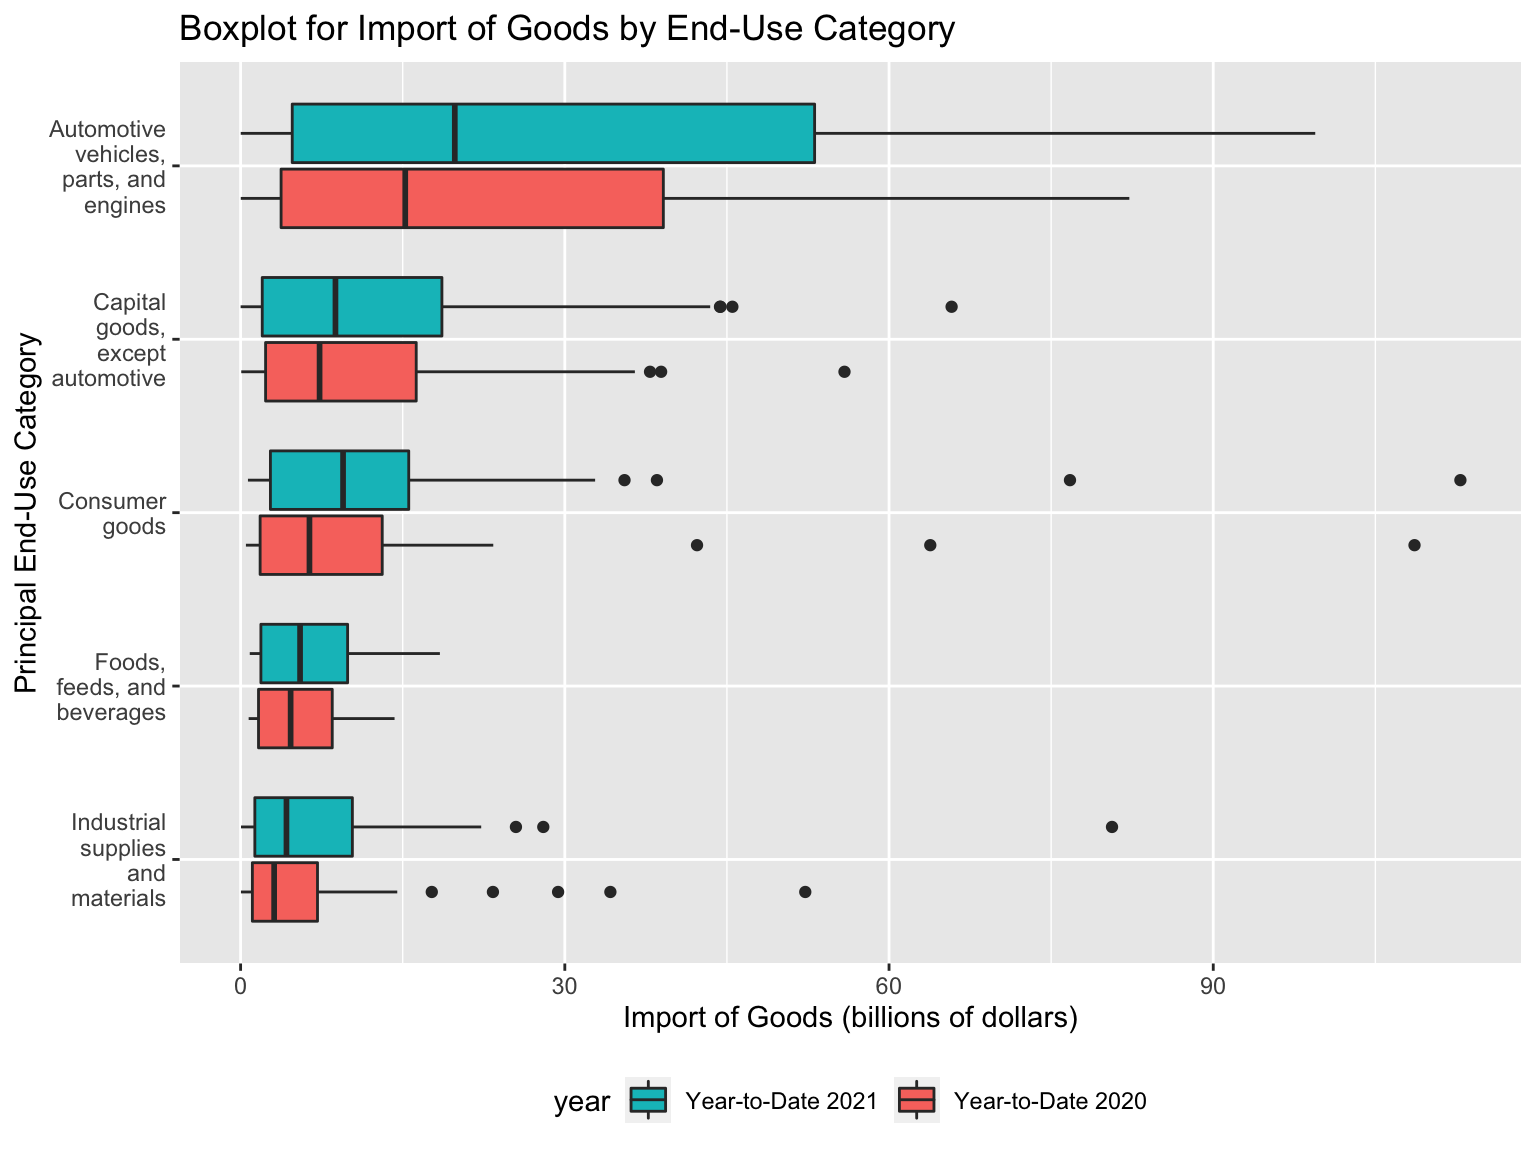 Boxplot for Import of Goods by End-Use Category
Principal End-Use Category
Automotive
vehicles,
parts, and
engines
Capital
goods,
except
automotive
Consumer
goods
Foods,
feeds, and
beverages
Industrial
supplies
and
materials
0 30 60 90
Import of Goods (billions of dollars)
year Year-to-Date 2021 Year-to-Date 2020